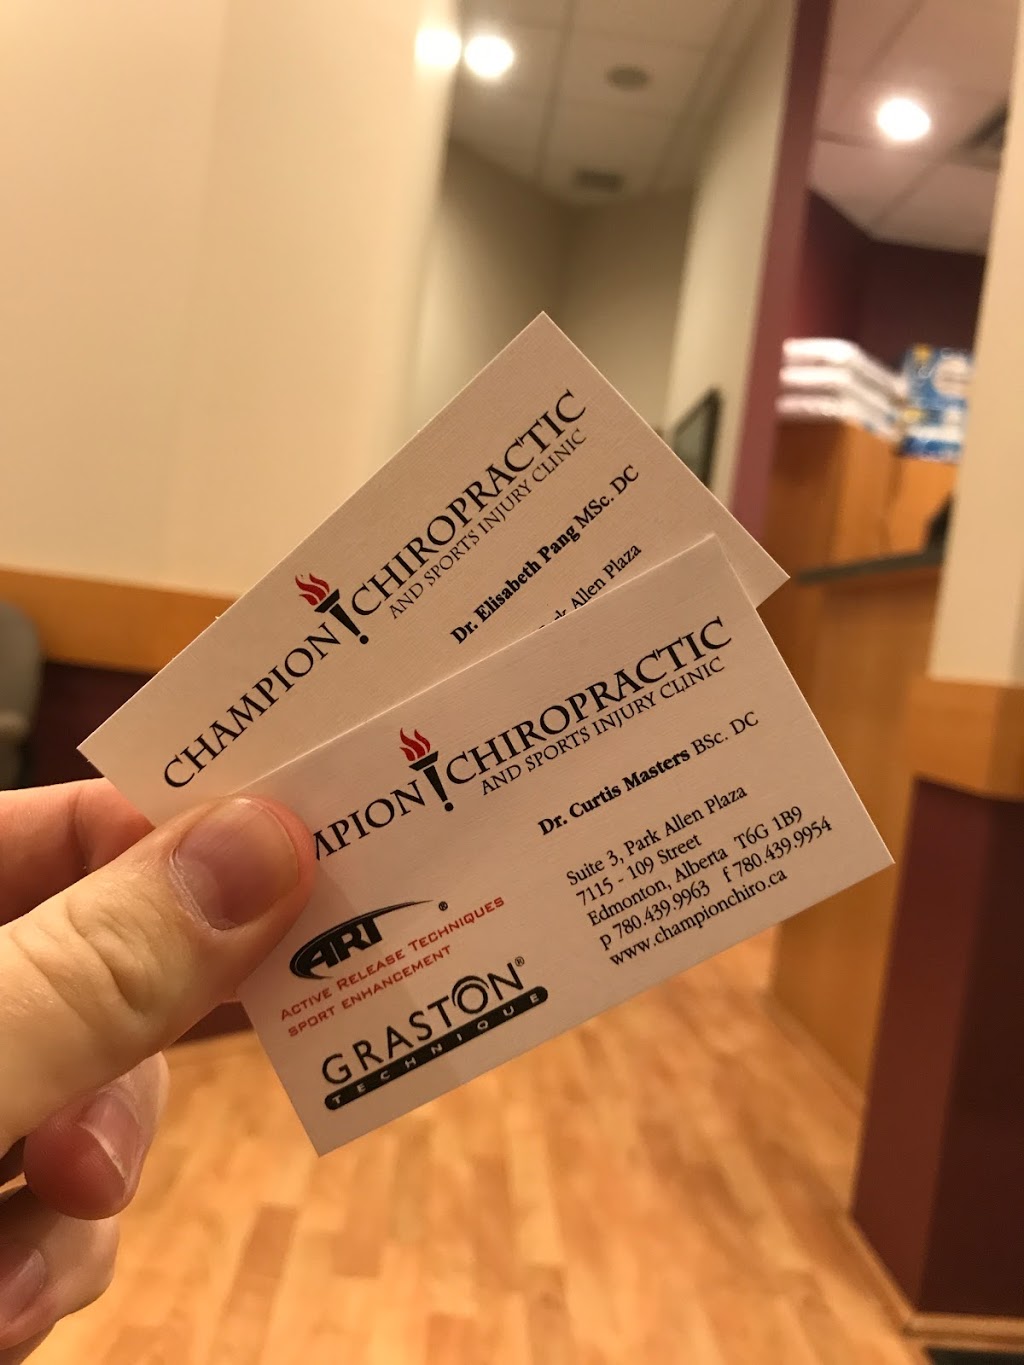 CHAMPION CHIROPRACTIC
AND SPORTS INJURY CLINIC
Dr. Elisabeth Pang MSc. DC
Allen Plaza
MPION CHIROPRACTIC
AND SPORTS INJURY CLINIC
Dr. Curtis Masters BSc. DC
Suite 3, Park Allen Plaza
7115 - 109 Street
Edmonton, Alberta T6G 1B9
p 780.439.9963 f 780.439.9954
www.championchiro.ca
ART®
ACTIVE RELEASE TECHNIQUES
SPORT ENHANCEMENT
GRASTON®
TECHNIQUE